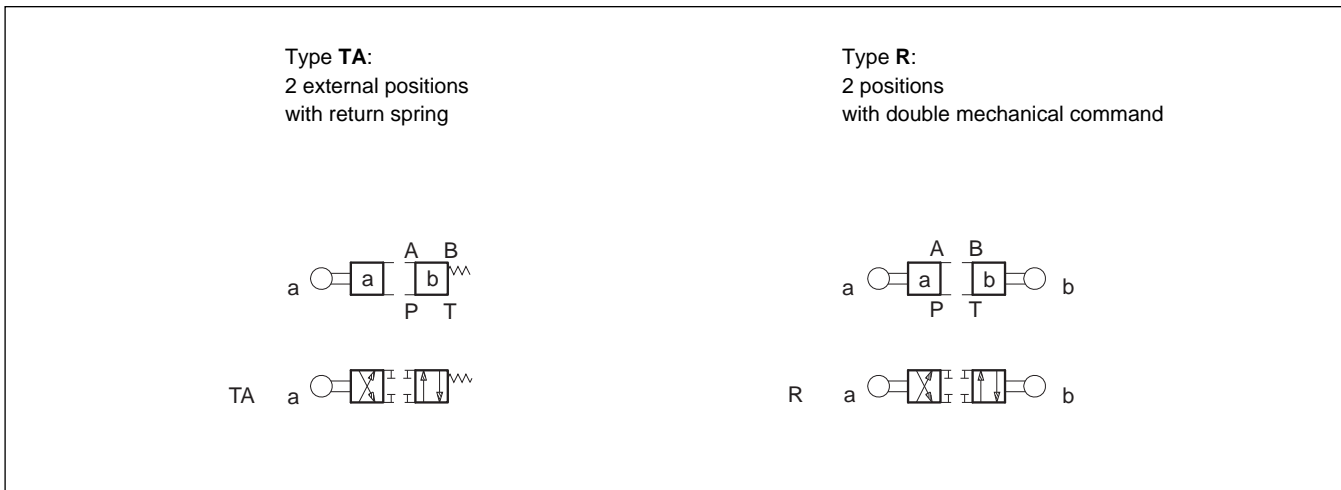 Type TA:
2 external positions
with return spring
Type R:
2 positions
with double mechanical command
A B
a a b
P T
A B
a a b b
P T
TA a
R a b